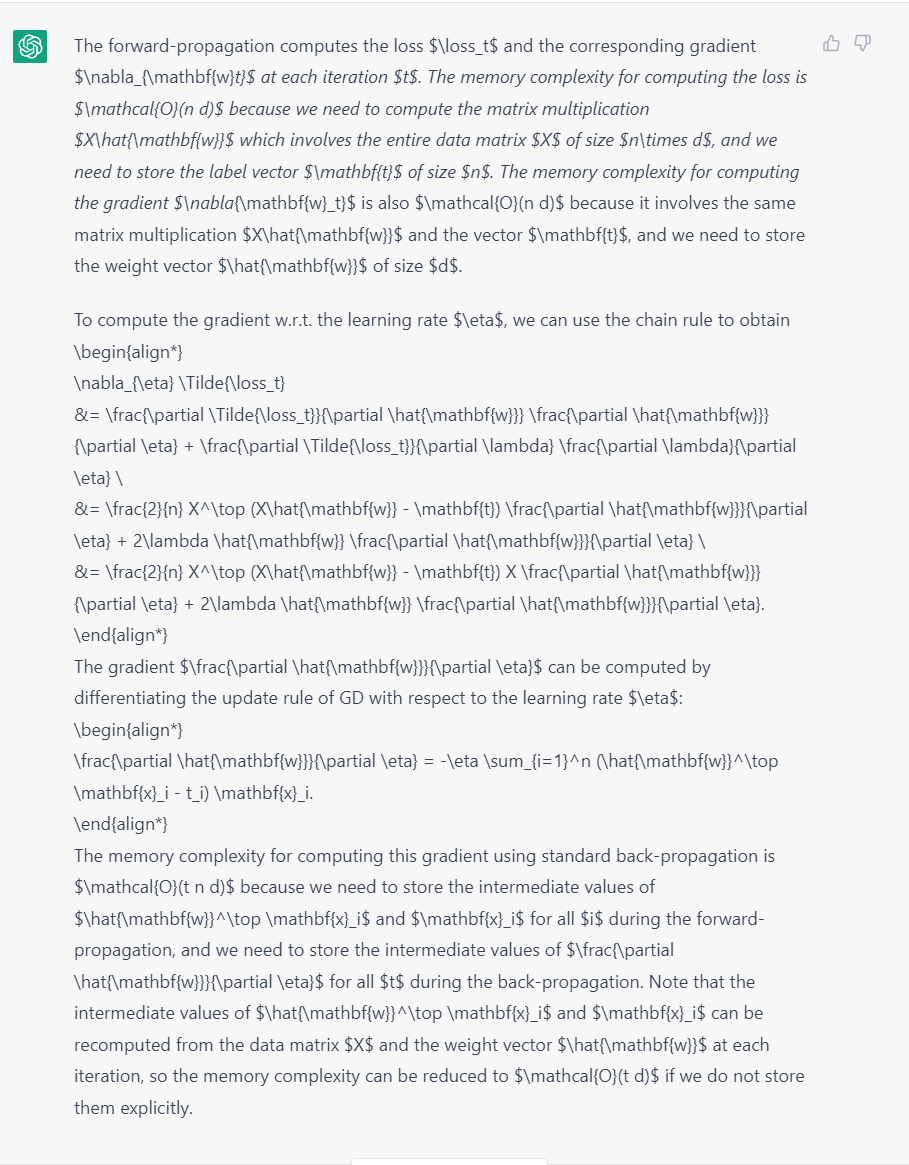 The forward-propagation computes the loss $\loss_t$ and the corresponding gradient
$\nabla_{\mathbf{w}t}$ at each iteration $t$. The memory complexity for computing the loss is
$\mathcal{O}(n d)$ because we need to compute the matrix multiplication
$X\hat{\mathbf{w}}$ which involves the entire data matrix $X$ of size $n\times d$, and we
need to store the label vector $\mathbf{t}$ of size $n$. The memory complexity for computing
the gradient $\nabla{\mathbf{w}_t}$ is also $\mathcal{O}(n d)$ because it involves the same
matrix multiplication $X\hat{\mathbf{w}}$ and the vector $\mathbf{t}$, and we need to store
the weight vector $\hat{\mathbf{w}}$ of size $d$.
To compute the gradient w.r.t. the learning rate $\eta$, we can use the chain rule to obtain
\begin{align*}
\nabla_{\eta} \Tilde{\loss_t}
&= \frac{\partial \Tilde{\loss_t}}{\partial \hat{\mathbf{w}}} \frac{\partial \hat{\mathbf{w}}}
{\partial \eta} + \frac{\partial \Tilde{\loss_t}}{\partial \lambda} \frac{\partial \lambda}{\partial
\eta} \
&= \frac{2}{n} X^\top (X\hat{\mathbf{w}} - \mathbf{t}) \frac{\partial \hat{\mathbf{w}}}{\partial
\eta} + 2\lambda \hat{\mathbf{w}} \frac{\partial \hat{\mathbf{w}}}{\partial \eta} \
&= \frac{2}{n} X^\top (X\hat{\mathbf{w}} - \mathbf{t}) X \frac{\partial \hat{\mathbf{w}}}
{\partial \eta} + 2\lambda \hat{\mathbf{w}} \frac{\partial \hat{\mathbf{w}}}{\partial \eta}.
\end{align*}
The gradient $\frac{\partial \hat{\mathbf{w}}}{\partial \eta}$ can be computed by
differentiating the update rule of GD with respect to the learning rate $\eta$:
\begin{align*}
\frac{\partial \hat{\mathbf{w}}}{\partial \eta} = -\eta \sum_{i=1}^n (\hat{\mathbf{w}}^\top
\mathbf{x}_i - t_i) \mathbf{x}_i.
\end{align*}
The memory complexity for computing this gradient using standard back-propagation is
$\mathcal{O}(t n d)$ because we need to store the intermediate values of
$\hat{\mathbf{w}}^\top \mathbf{x}_i$ and $\mathbf{x}_i$ for all $i$ during the forward-
propagation, and we need to store the intermediate values of $\frac{\partial
\hat{\mathbf{w}}}{\partial \eta}$ for all $t$ during the back-propagation. Note that the
intermediate values of $\hat{\mathbf{w}}^\top \mathbf{x}_i$ and $\mathbf{x}_i$ can be
recomputed from the data matrix $X$ and the weight vector $\hat{\mathbf{w}}$ at each
iteration, so the memory complexity can be reduced to $\mathcal{O}(t d)$ if we do not store
them explicitly.